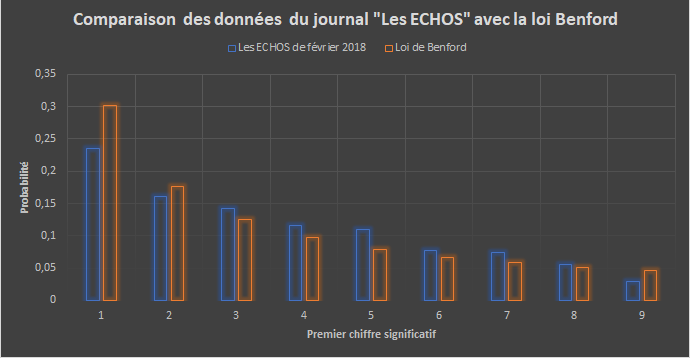 Comparaison des données du journal "Les ECHOS" avec la loi Benford
Les ECHOS de février 2018
Loi de Benford
0,35
0,3
0,25
0,2
0,15
0,1
0,05
0
Probabilité
1 2 3 4 5 6 7 8 9
Premier chiffre significatif